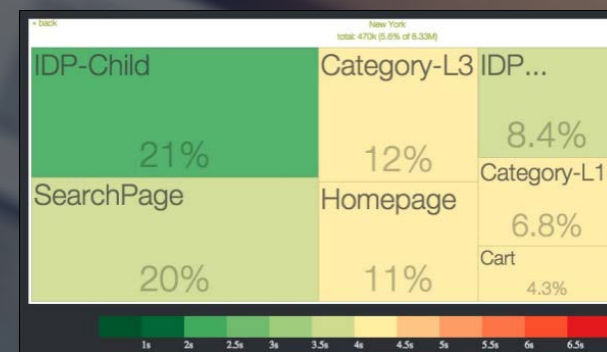 < back
New York
total: 470k (5.6% of 8.33M)
IDP-Child
21%
Category-L3
12%
IDP...
8.4%
SearchPage
20%
Homepage
11%
Category-L1
6.8%
Cart
4.3%
1s 2s 2.5s 3s 3.5s 4s 4.5s 5s 5.5s 6s 6.5s